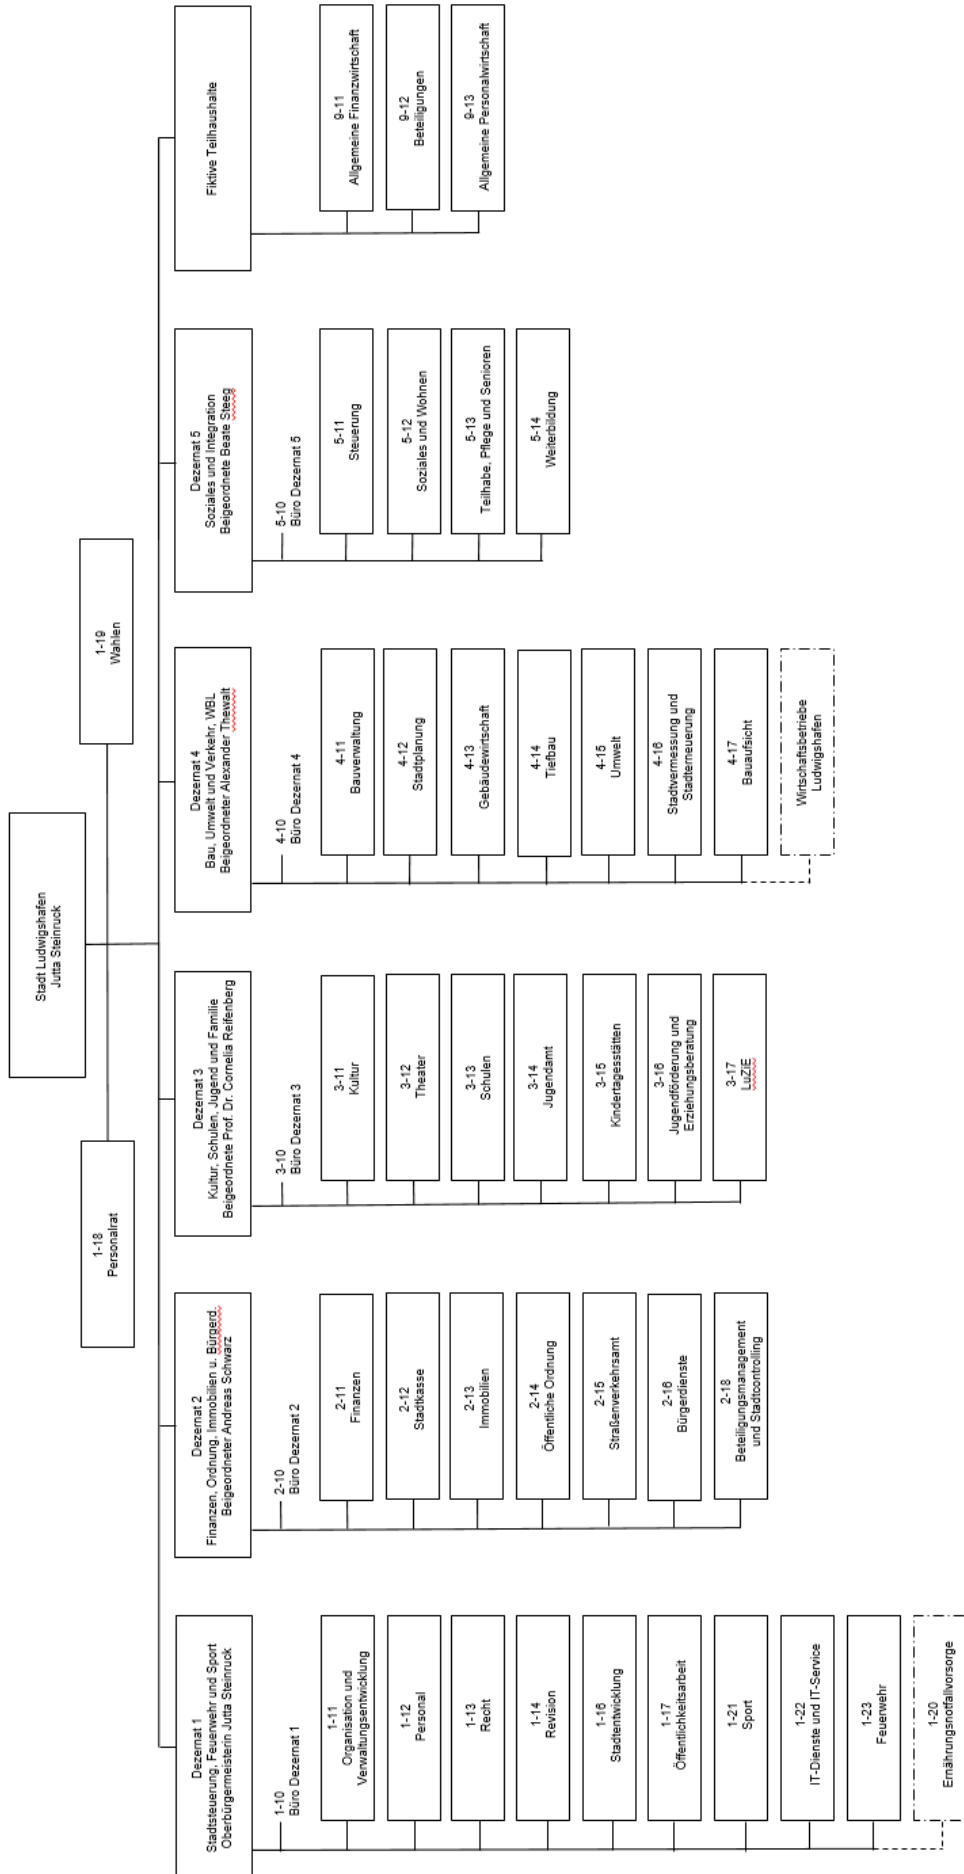 Stadt Ludwigshafen
Jutta Steinruck
1-18
Personalrat
1-19
Wahlen
Dezernat 1
Stadtsteuerung, Feuerwehr und Sport
Oberbürgermeisterin Jutta Steinruck
1-10
Büro Dezernat 1
1-11
Organisation und
Verwaltungsentwicklung
1-12
Personal
1-13
Recht
1-14
Revision
1-16
Stadtentwicklung
1-17
Öffentlichkeitsarbeit
1-21
Sport
1-22
IT-Dienste und IT-Service
1-23
Feuerwehr
1-20
Ernährungsnotfallvorsorge
Dezernat 2
Finanzen, Ordnung, Immobilien u. Bürgerd.
Beigeordneter Andreas Schwarz
2-10
Büro Dezernat 2
2-11
Finanzen
2-12
Stadtkasse
2-13
Immobilien
2-14
Öffentliche Ordnung
2-15
Straßenverkehrsamt
2-16
Bürgerdienste
2-18
Beteiligungsmanagement
und Stadtcontrolling
Dezernat 3
Kultur, Schulen, Jugend und Familie
Beigeordnete Prof. Dr. Cornelia Reifenberg
3-10
Büro Dezernat 3
3-11
Kultur
3-12
Theater
3-13
Schulen
3-14
Jugendamt
3-15
Kindertagesstätten
3-16
Jugendförderung und
Erziehungsberatung
3-17
LuZiE
Dezernat 4
Bau, Umwelt und Verkehr, WBL
Beigeordneter Alexander Thewalt
4-10
Büro Dezernat 4
4-11
Bauverwaltung
4-12
Stadtplanung
4-13
Gebäudewirtschaft
4-14
Tiefbau
4-15
Umwelt
4-16
Stadtvermessung und
Stadterneuerung
4-17
Bauaufsicht
Wirtschaftsbetriebe
Ludwigshafen
Dezernat 5
Soziales und Integration
Beigeordnete Beate Steeg
5-10
Büro Dezernat 5
5-11
Steuerung
5-12
Soziales und Wohnen
5-13
Teilhabe, Pflege und Senioren
5-14
Weiterbildung
Fiktive Teilhaushalte
9-11
Allgemeine Finanzwirtschaft
9-12
Beteiligungen
9-13
Allgemeine Personalwirtschaft